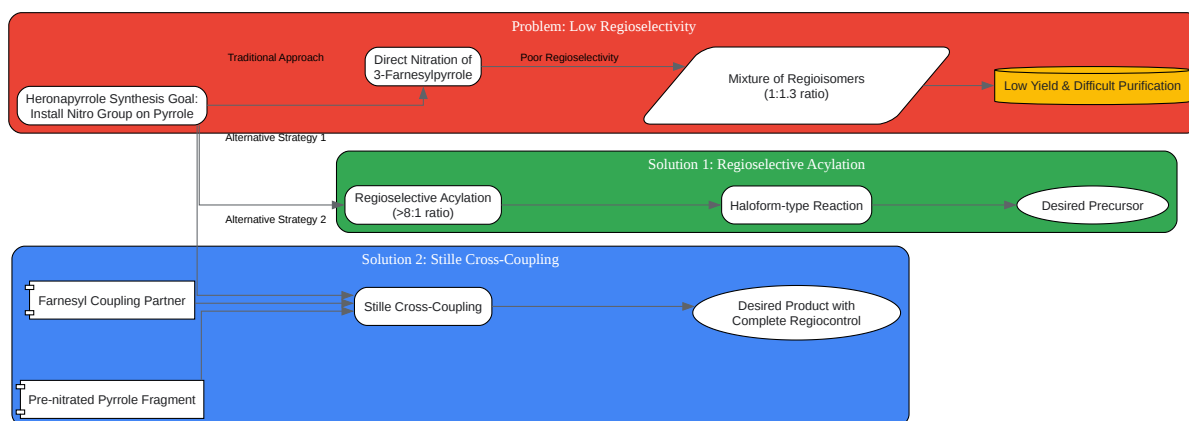 Problem: Low Regioselectivity
Traditional Approach
Direct Nitration of
3-Farnesylpyrrole
Poor Regioselectivity
Mixture of Regioisomers
(1:1.3 ratio)
Low Yield & Difficult Purification
Heronapyrrole Synthesis Goal:
Install Nitro Group on Pyrrole
Alternative Strategy 1
Solution 1: Regioselective Acylation
Regioselective Acylation
(>8:1 ratio)
Haloform-type Reaction
Desired Precursor
Alternative Strategy 2
Solution 2: Stille Cross-Coupling
Farnesyl Coupling Partner
Stille Cross-Coupling
Desired Product with
Complete Regiocontrol
Pre-nitrated Pyrrole Fragment